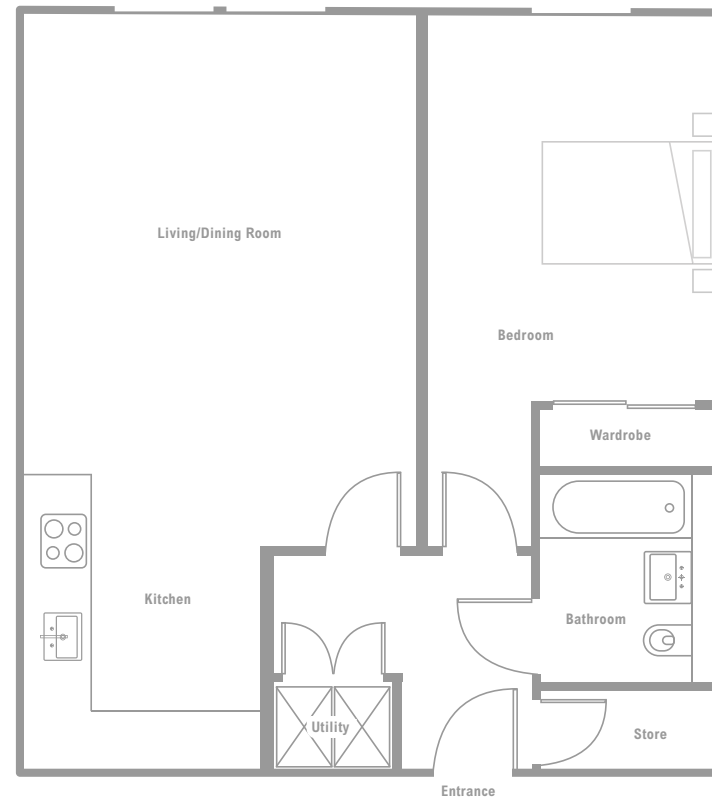 Living/Dining Room
Bedroom
Wardrobe
Kitchen
Bathroom
Utility
Store
Entrance